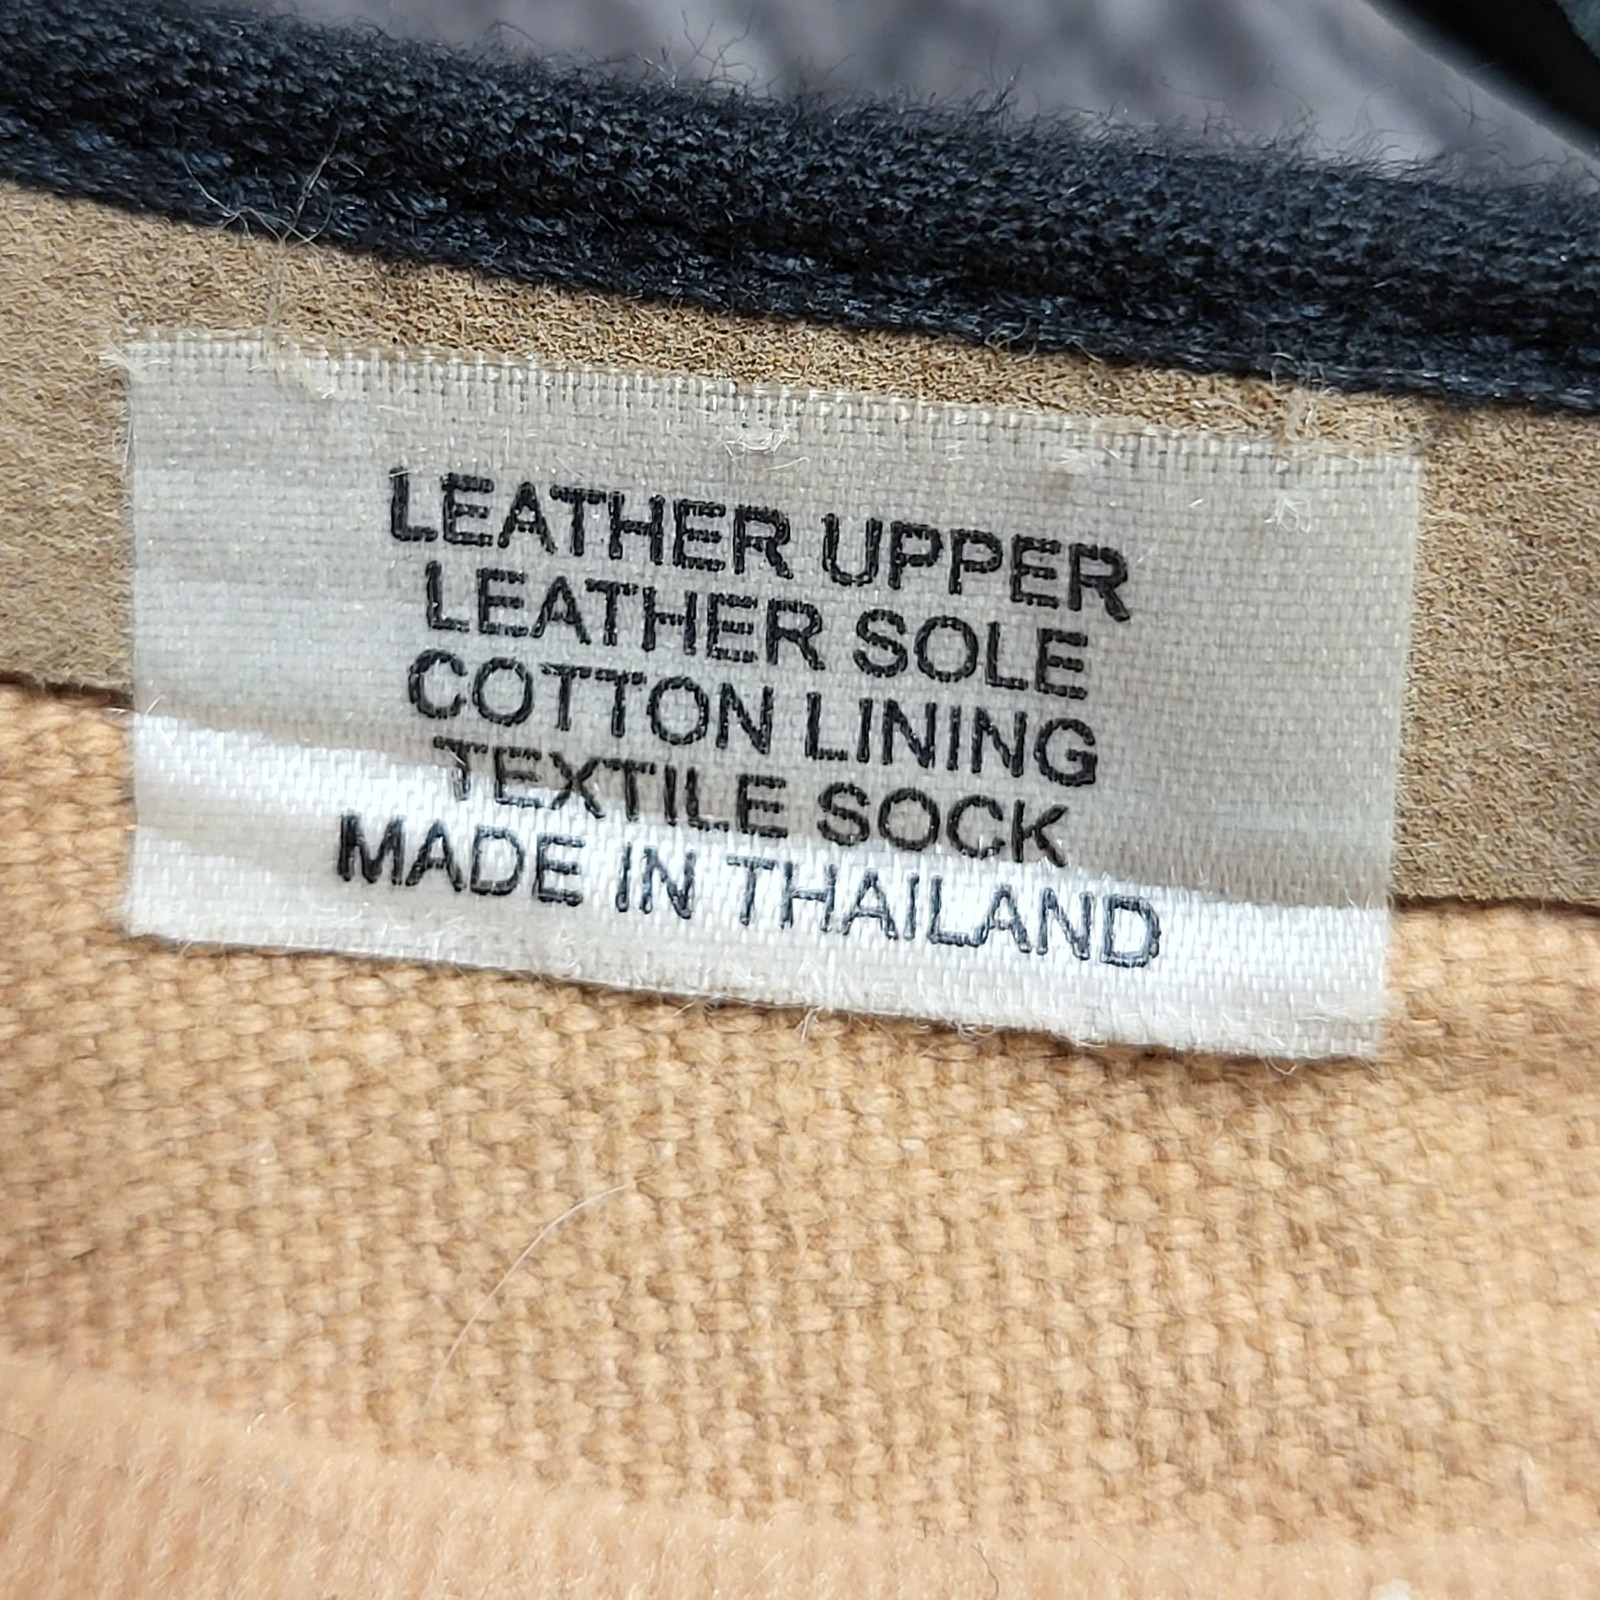 LEATHER UPPER
LEATHER SOLE
COTTON LINING
TEXTILE SOCK
MADE IN THAILAND